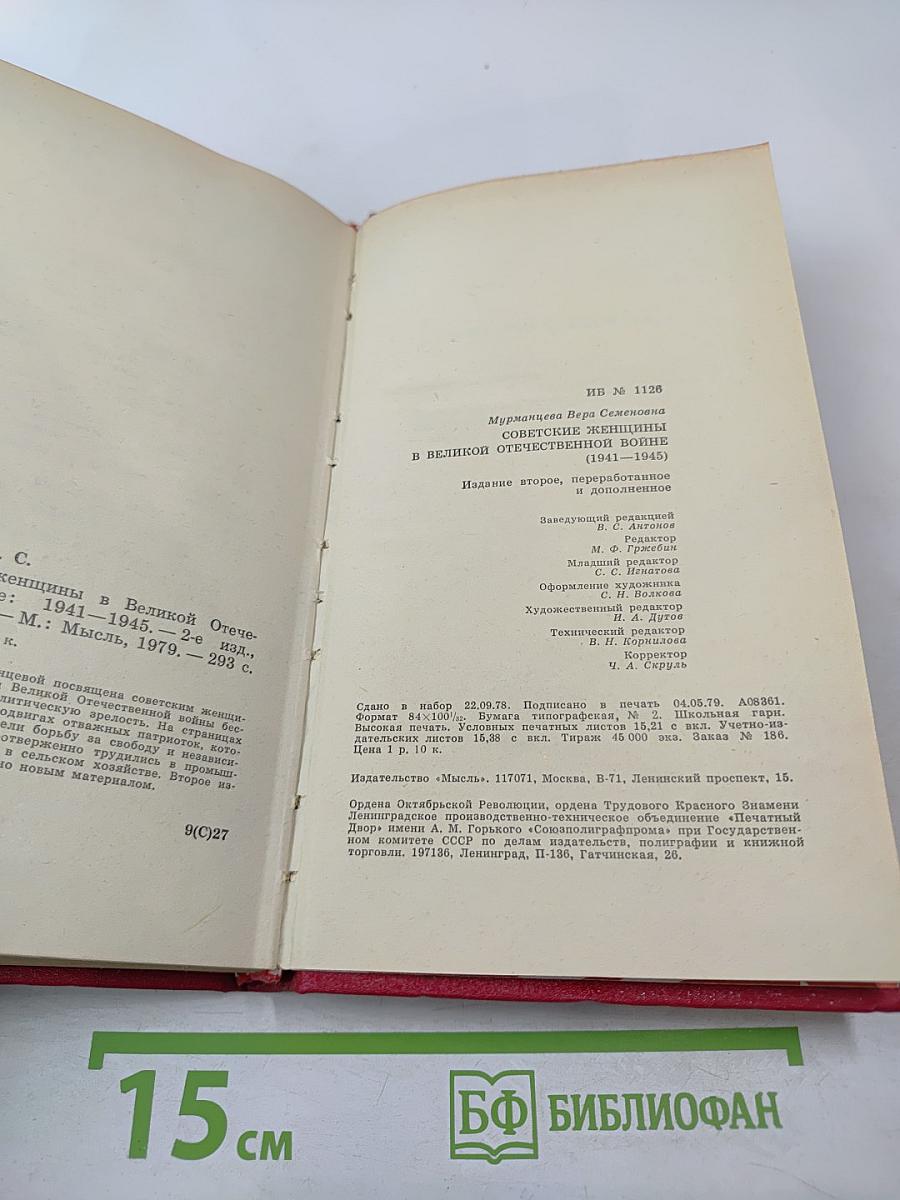 . С.
женщины в Великой Отече-
е: 1941—1945. — 2-е изд.,
— М.: Мысль, 1979. — 293 с.
к.
нцевой посвящена советским женщи-
и Великой Отечественной войны бес-
литическую зрелость. На страницах
одвигах отважных патриоток, кото-
ели борьбу за свободу и независи-
оотверженно трудились в промыш-
в сельском хозяйстве. Второе из-
но новым материалом.
9(С)27
ИБ № 1126
Мурманцева Вера Семеновна
СОВЕТСКИЕ ЖЕНЩИНЫ
В ВЕЛИКОЙ ОТЕЧЕСТВЕННОЙ ВОЙНЕ
(1941—1945)
Издание второе, переработанное
и дополненное
Заведующий редакцией
В. С. Антонов
Редактор
М. Ф. Гржебин
Младший редактор
С. С. Игнатова
Оформление художника
С. Н. Волкова
Художественный редактор
И. А. Дутов
Технический редактор
В. Н. Корнилова
Корректор
Ч. А. Скруль
Сдано в набор 22.09.78. Подписано в печать 04.05.79. А08361.
Формат 84×100¹/₃₂. Бумага типографская, № 2. Школьная гарн.
Высокая печать. Условных печатных листов 15,21 с вкл. Учетно-из-
дательских листов 15,38 с вкл. Тираж 45 000 экз. Заказ № 186.
Цена 1 р. 10 к.
Издательство «Мысль». 117071, Москва, В-71, Ленинский проспект, 15.
Ордена Октябрьской Революции, ордена Трудового Красного Знамени
Ленинградское производственно-техническое объединение «Печатный
Двор» имени А. М. Горького «Союзполиграфпрома» при Государствен-
ном комитете СССР по делам издательств, полиграфии и книжной
торговли. 197136, Ленинград, П-136, Гатчинская, 26.
15 см
БФ БИБЛИОФАН